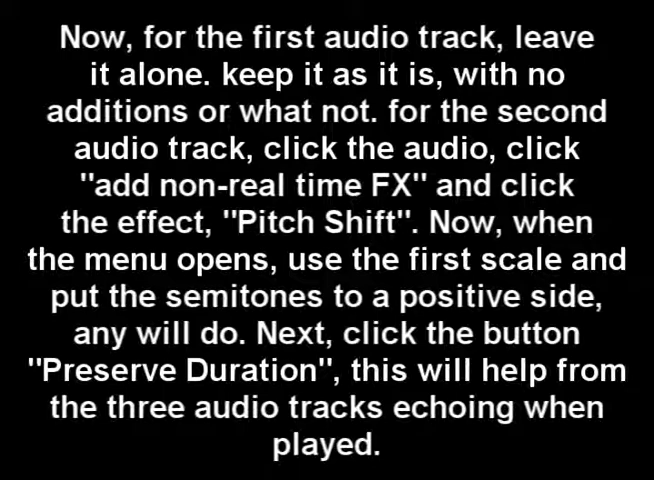 Now, for the first audio track, leave
it alone. keep it as it is, with no
additions or what not. for the second
audio track, click the audio, click
"add non-real time FX" and click
the effect, "Pitch Shift". Now, when
the menu opens, use the first scale and
put the semitones to a positive side,
any will do. Next, click the button
"Preserve Duration", this will help from
the three audio tracks echoing when
played.